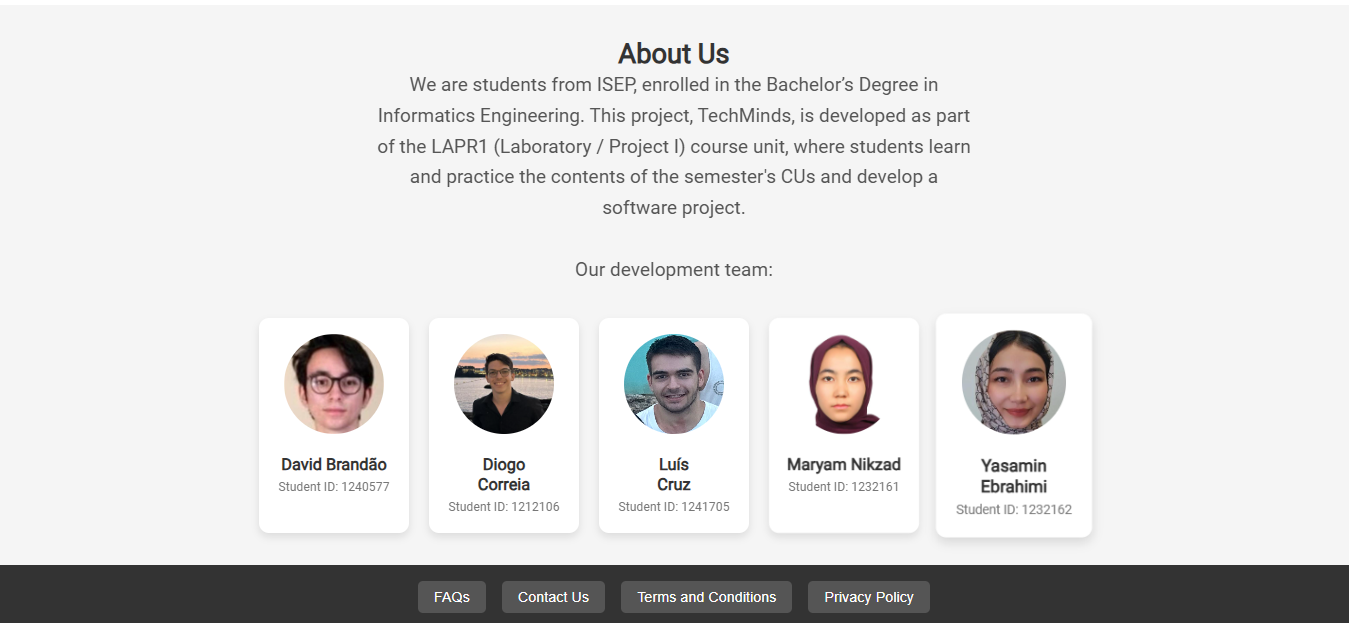 About Us
We are students from ISEP, enrolled in the Bachelor’s Degree in
Informatics Engineering. This project, TechMinds, is developed as part
of the LAPR1 (Laboratory / Project I) course unit, where students learn
and practice the contents of the semester's CUs and develop a
software project.
Our development team:
David Brandão
Student ID: 1240577
Diogo
Correia
Student ID: 1212106
Luís
Cruz
Student ID: 1241705
Maryam Nikzad
Student ID: 1232161
Yasamin
Ebrahimi
Student ID: 1232162
FAQs
Contact Us
Terms and Conditions
Privacy Policy